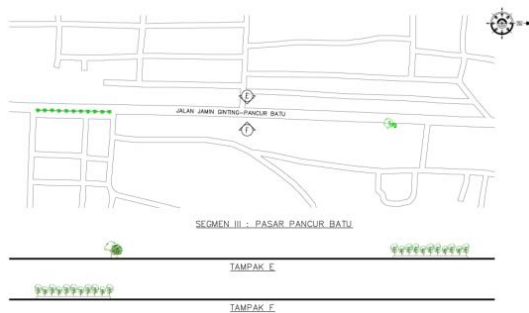 E
JALAN JAMIN GINTING-PANCUR BATU
F
SEGMEN III : PASAR PANCUR BATU
TAMPAK E
TAMPAK F